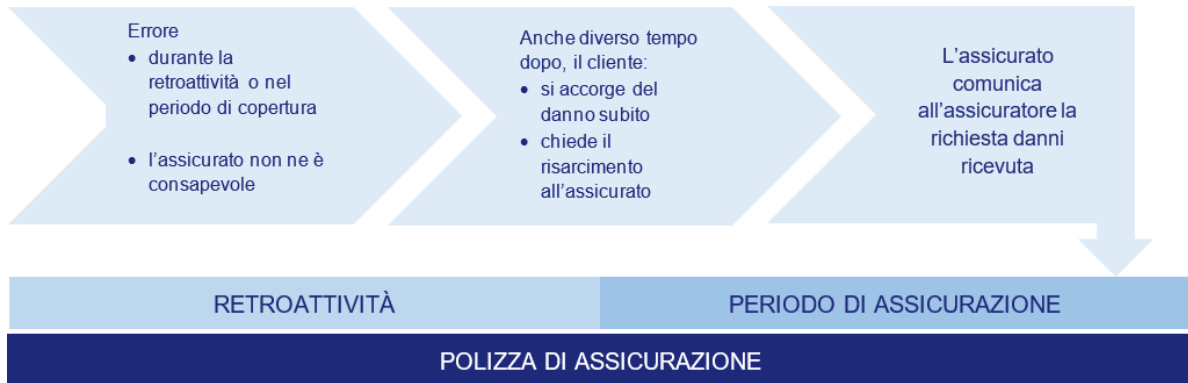 Errore
• durante la
retroattività o nel
periodo di copertura
• l'assicurato non ne è
consapevole
Anche diverso tempo
dopo, il cliente:
• si accorge del
danno subito
• chiede il
risarcimento
all'assicurato
L'assicurato
comunica
all'assicuratore la
richiesta danni
ricevuta
RETROATTIVITÀ
PERIODO DI ASSICURAZIONE
POLIZZA DI ASSICURAZIONE